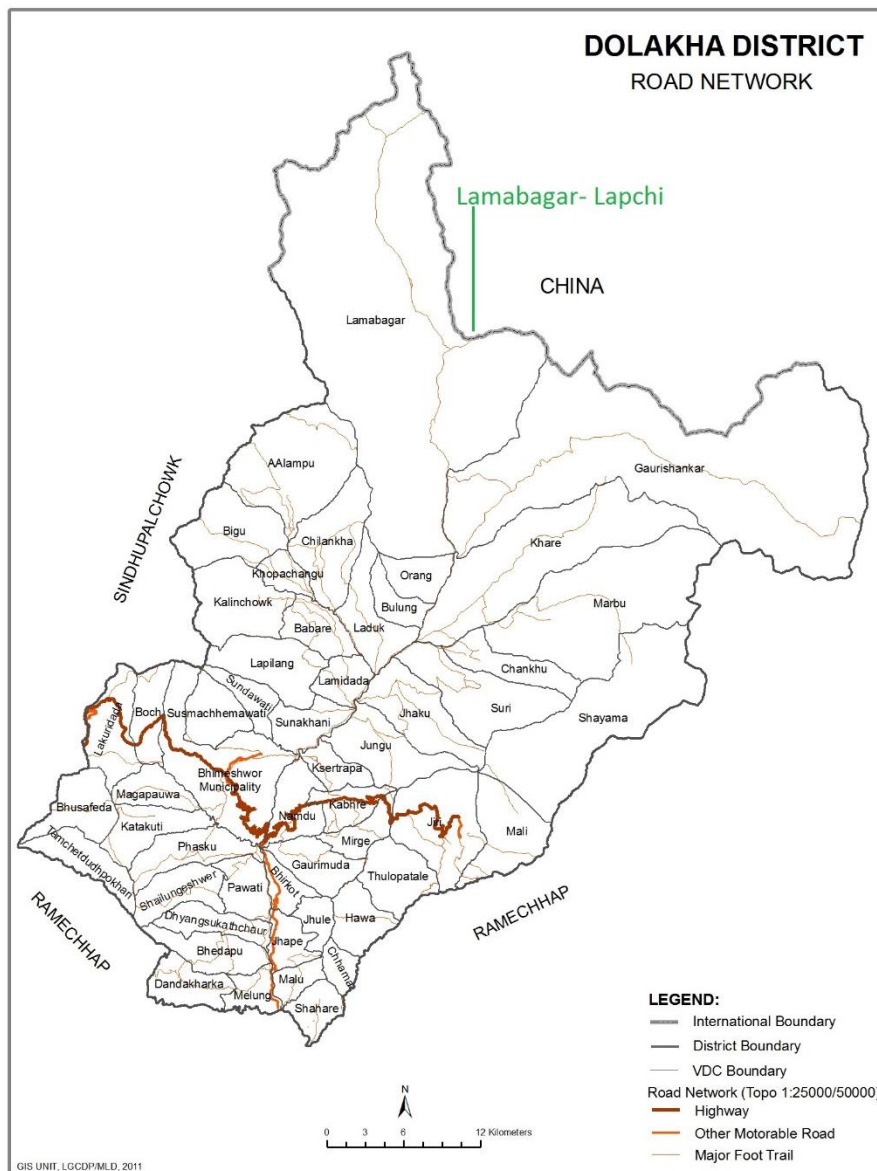 DOLAKHA DISTRICT
ROAD NETWORK
Lamabagar- Lapchi
CHINA
Lamabagar
SINDHUPALCHOWK
AAlampu
Gaurishankar
Bigu
Chilankha
Khare
Khopachangu
Orang
Kalinchowk
Bulung
Marbu
Babare
Laduk
Lapilang
Chankhu
Lamidada
Sundawati
Suri
Boch
Susmachhemawati
Sunakhani
Jhaku
Shayama
Lakuridada
Jungu
Bhimeshwor
Municipality
Ksertrapa
Magapauwa
Bhusafeda
Namdu
Kabhre
Katakuti
Jiri
Mali
Phasku
Mirge
Tamchetdudhpokhari
Gaurimuda
Shailungeshwer
Pawati
Bhirkot
Thulopatale
RAMECHHAP
Dhyangsukathchaur
Jhule
Hawa
RAMECHHAP
Bhedapu
Jhape
Chhama
Dandakharka
Malu
Melung
Shahare
LEGEND:
International Boundary
District Boundary
VDC Boundary
Road Network (Topo 1:25000/50000)
Highway
Other Motorable Road
Major Foot Trail
N
0 3 6 12 Kilometers
GIS UNIT, LGCDP/MLD, 2011